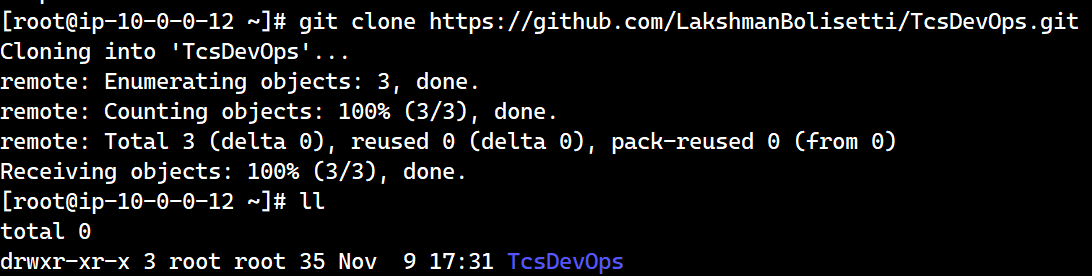 [root@ip-10-0-0-12 ~]# git clone https://github.com/LakshmanBolisetti/TcsDevOps.git
Cloning into 'TcsDevOps'...
remote: Enumerating objects: 3, done.
remote: Counting objects: 100% (3/3), done.
remote: Total 3 (delta 0), reused 0 (delta 0), pack-reused 0 (from 0)
Receiving objects: 100% (3/3), done.
[root@ip-10-0-0-12 ~]# ll
total 0
drwxr-xr-x 3 root root 35 Nov  9 17:31 TcsDevOps